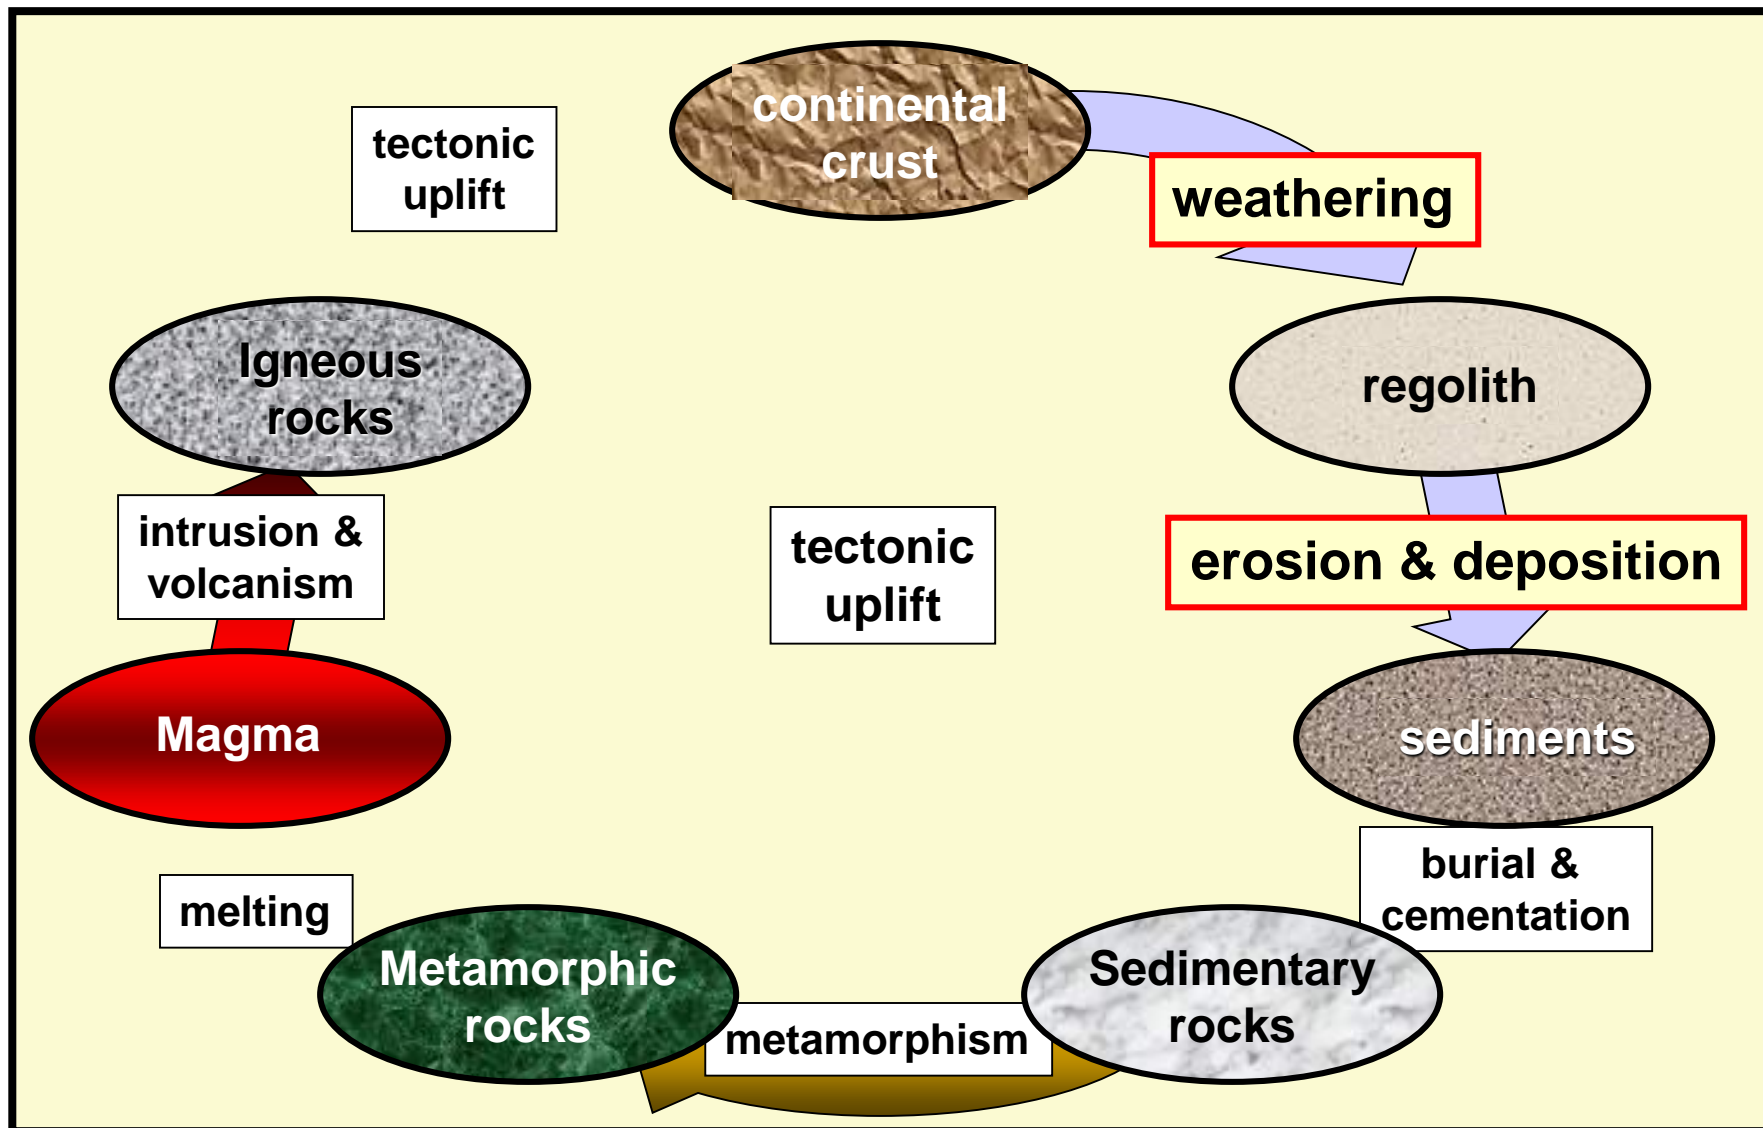 continental
crust
tectonic
uplift
weathering
Igneous
rocks
regolith
intrusion &
volcanism
tectonic
uplift
erosion & deposition
Magma
sediments
burial &
cementation
melting
Metamorphic
rocks
metamorphism
Sedimentary
rocks